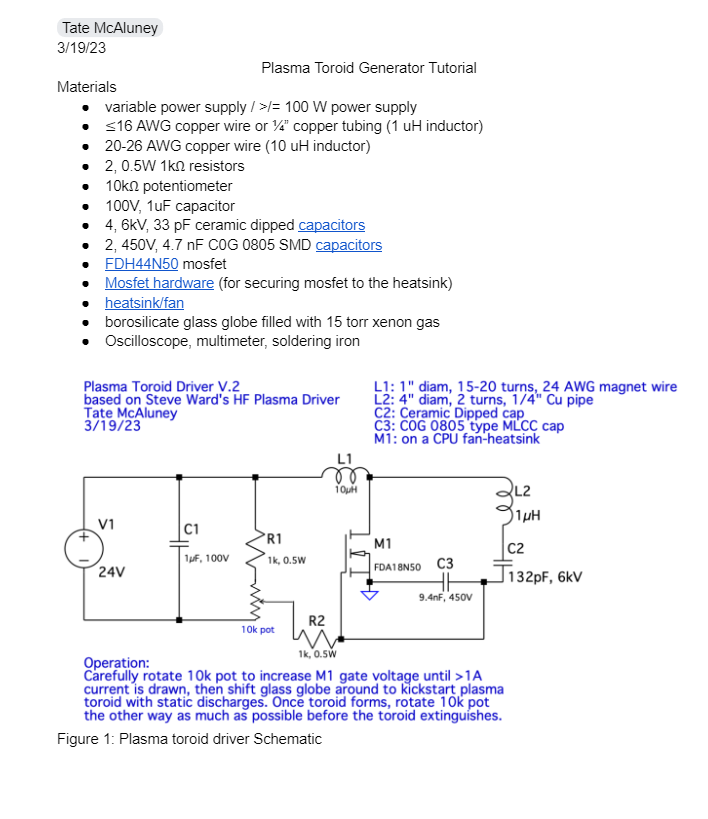 Tate McAluney
3/19/23
Plasma Toroid Generator Tutorial
Materials
● variable power supply / >/= 100 W power supply
● ≤16 AWG copper wire or ¼” copper tubing (1 uH inductor)
● 20-26 AWG copper wire (10 uH inductor)
● 2, 0.5W 1kΩ resistors
● 10kΩ potentiometer
● 100V, 1uF capacitor
● 4, 6kV, 33 pF ceramic dipped capacitors
● 2, 450V, 4.7 nF C0G 0805 SMD capacitors
● FDH44N50 mosfet
● Mosfet hardware (for securing mosfet to the heatsink)
● heatsink/fan
● borosilicate glass globe filled with 15 torr xenon gas
● Oscilloscope, multimeter, soldering iron
Plasma Toroid Driver V.2
based on Steve Ward's HF Plasma Driver
Tate McAluney
3/19/23
L1: 1" diam, 15-20 turns, 24 AWG magnet wire
L2: 4" diam, 2 turns, 1/4" Cu pipe
C2: Ceramic Dipped cap
C3: C0G 0805 type MLCC cap
M1: on a CPU fan-heatsink
L1
10µH
L2
1µH
V1
+
24V
C1
1µF, 100V
R1
1k, 0.5W
M1
FDA18N50
C3
9.4nF, 450V
C2
132pF, 6kV
10k pot
R2
1k, 0.5W
Operation:
Carefully rotate 10k pot to increase M1 gate voltage until >1A
current is drawn, then shift glass globe around to kickstart plasma
toroid with static discharges. Once toroid forms, rotate 10k pot
the other way as much as possible before the toroid extinguishes.
Figure 1: Plasma toroid driver Schematic